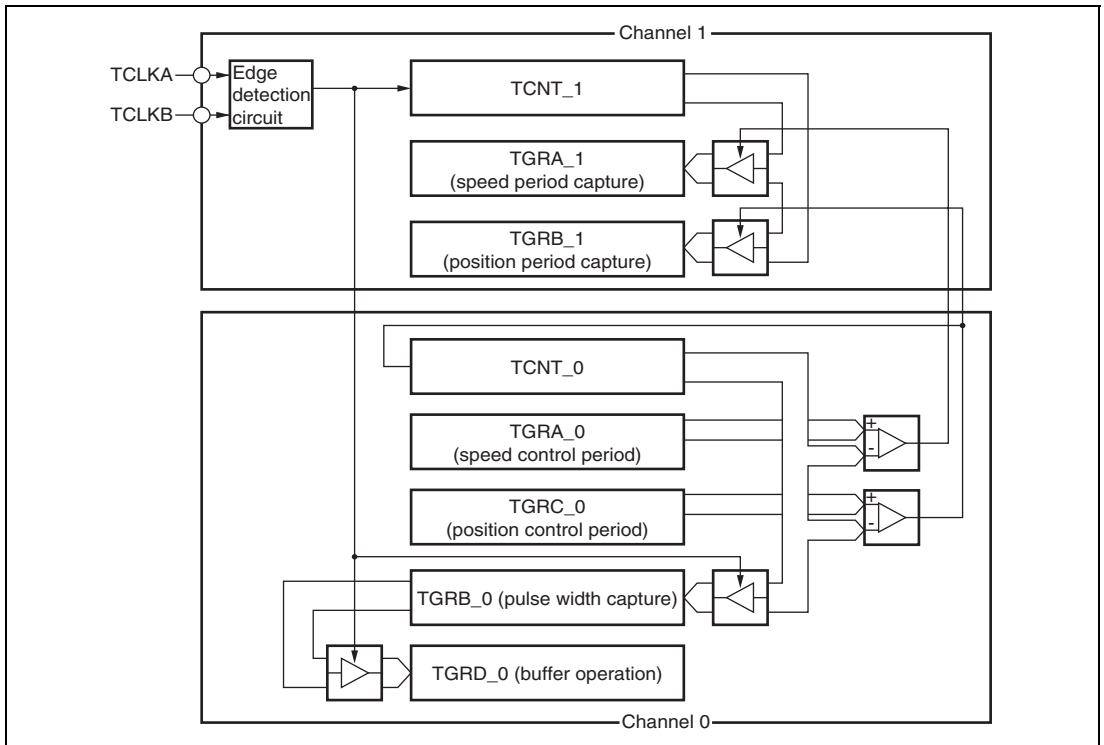 Channel 1
TCLKA
TCLKB
Edge
detection
circuit
TCNT_1
TGRA_1
(speed period capture)
TGRB_1
(position period capture)
TCNT_0
TGRA_0
(speed control period)
+
-
TGRC_0
(position control period)
+
-
TGRB_0 (pulse width capture)
TGRD_0 (buffer operation)
Channel 0